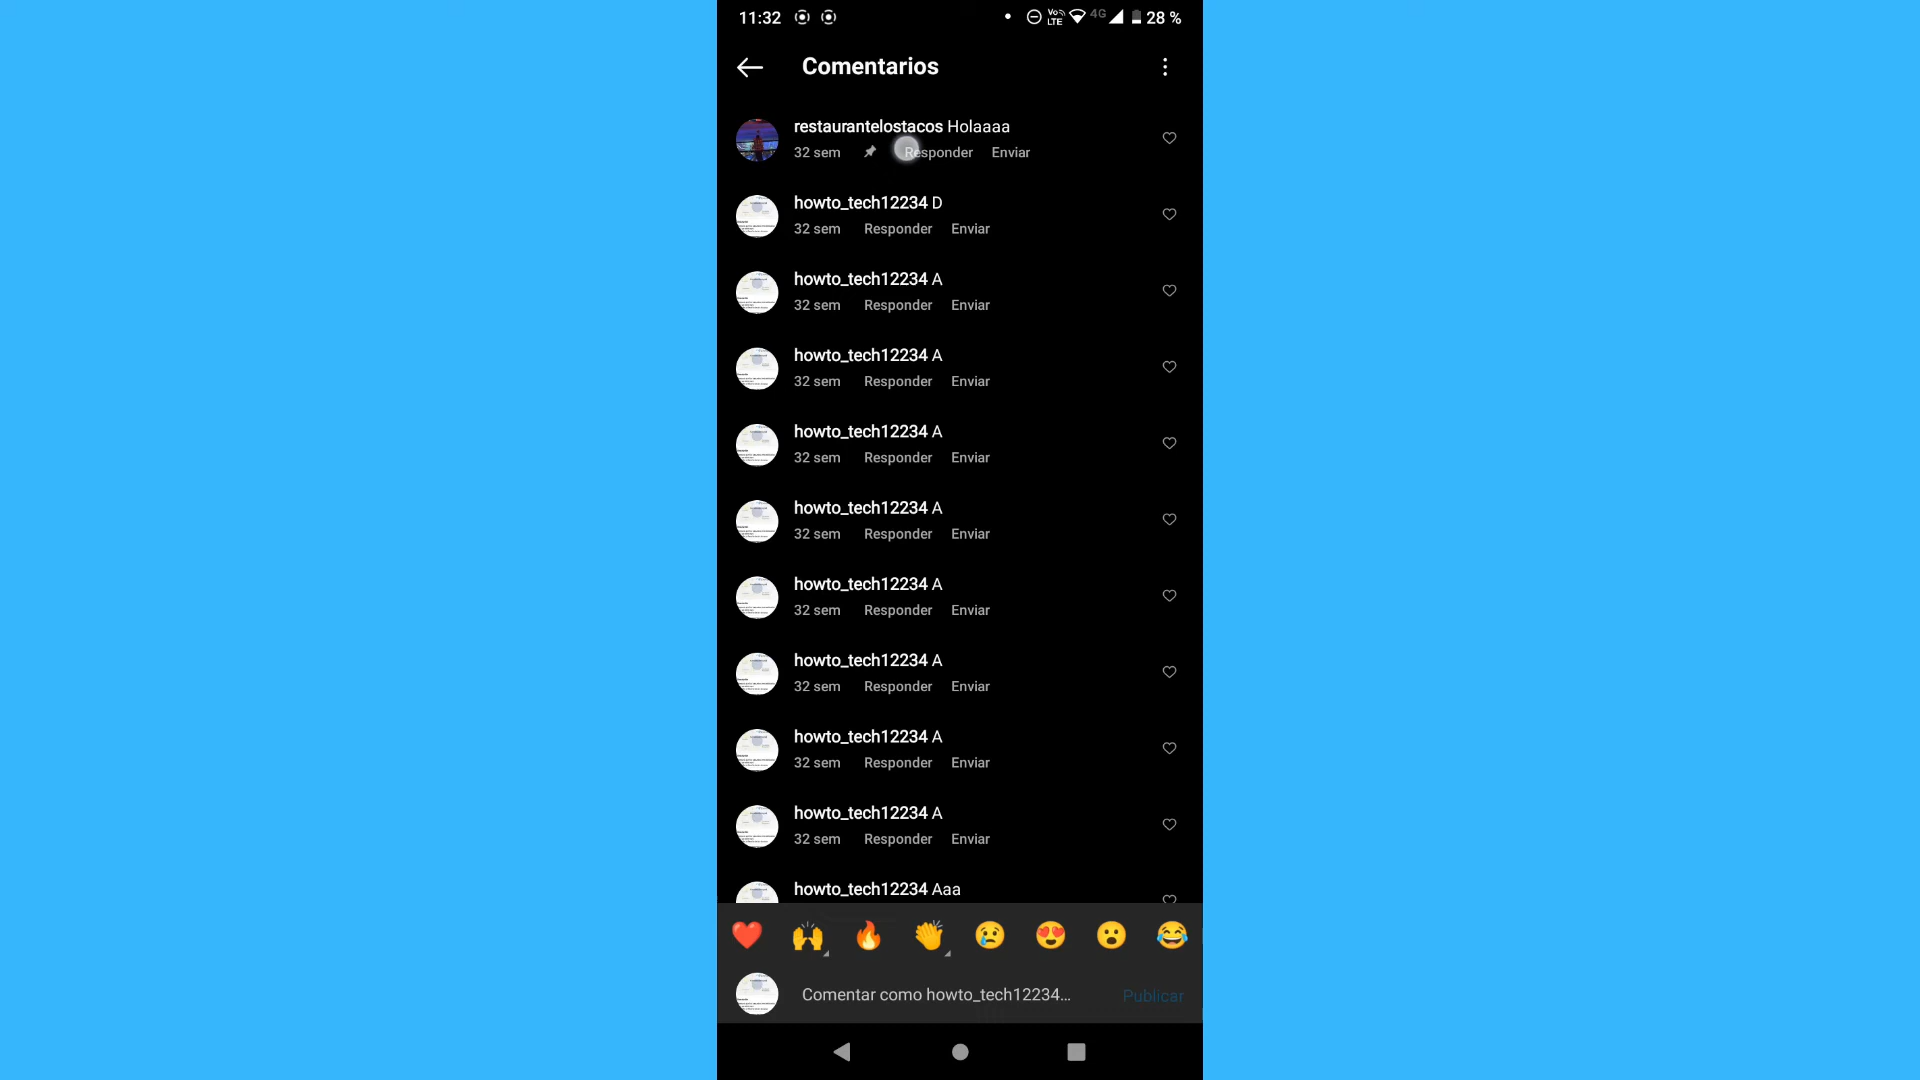 11:32 Vo LTE 4G 28 %
Comentarios
restaurantelostacos Holaaaa
32 sem Responder Enviar
howto_tech12234 D
32 sem Responder Enviar
howto_tech12234 A
32 sem Responder Enviar
howto_tech12234 A
32 sem Responder Enviar
howto_tech12234 A
32 sem Responder Enviar
howto_tech12234 A
32 sem Responder Enviar
howto_tech12234 A
32 sem Responder Enviar
howto_tech12234 A
32 sem Responder Enviar
howto_tech12234 A
32 sem Responder Enviar
howto_tech12234 A
32 sem Responder Enviar
howto_tech12234 Aaa
Comentar como howto_tech12234... Publicar